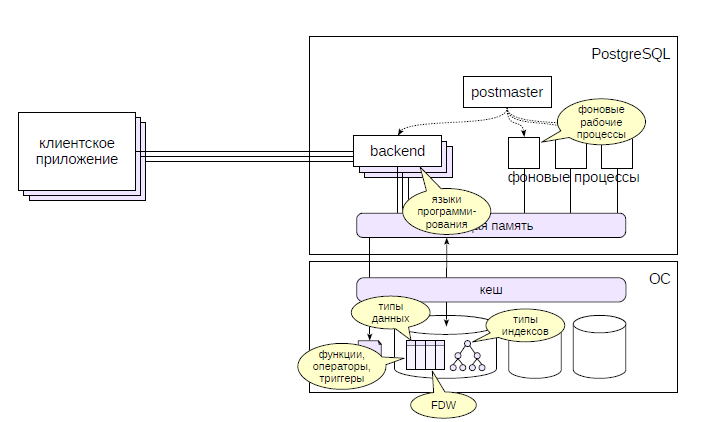 PostgreSQL
postmaster
фоновые
рабочие
процессы
клиентское
приложение
backend
фоновые процессы
языки
программи-
рования
память
ОС
кеш
типы
данных
типы
индексов
функции,
операторы,
триггеры
FDW